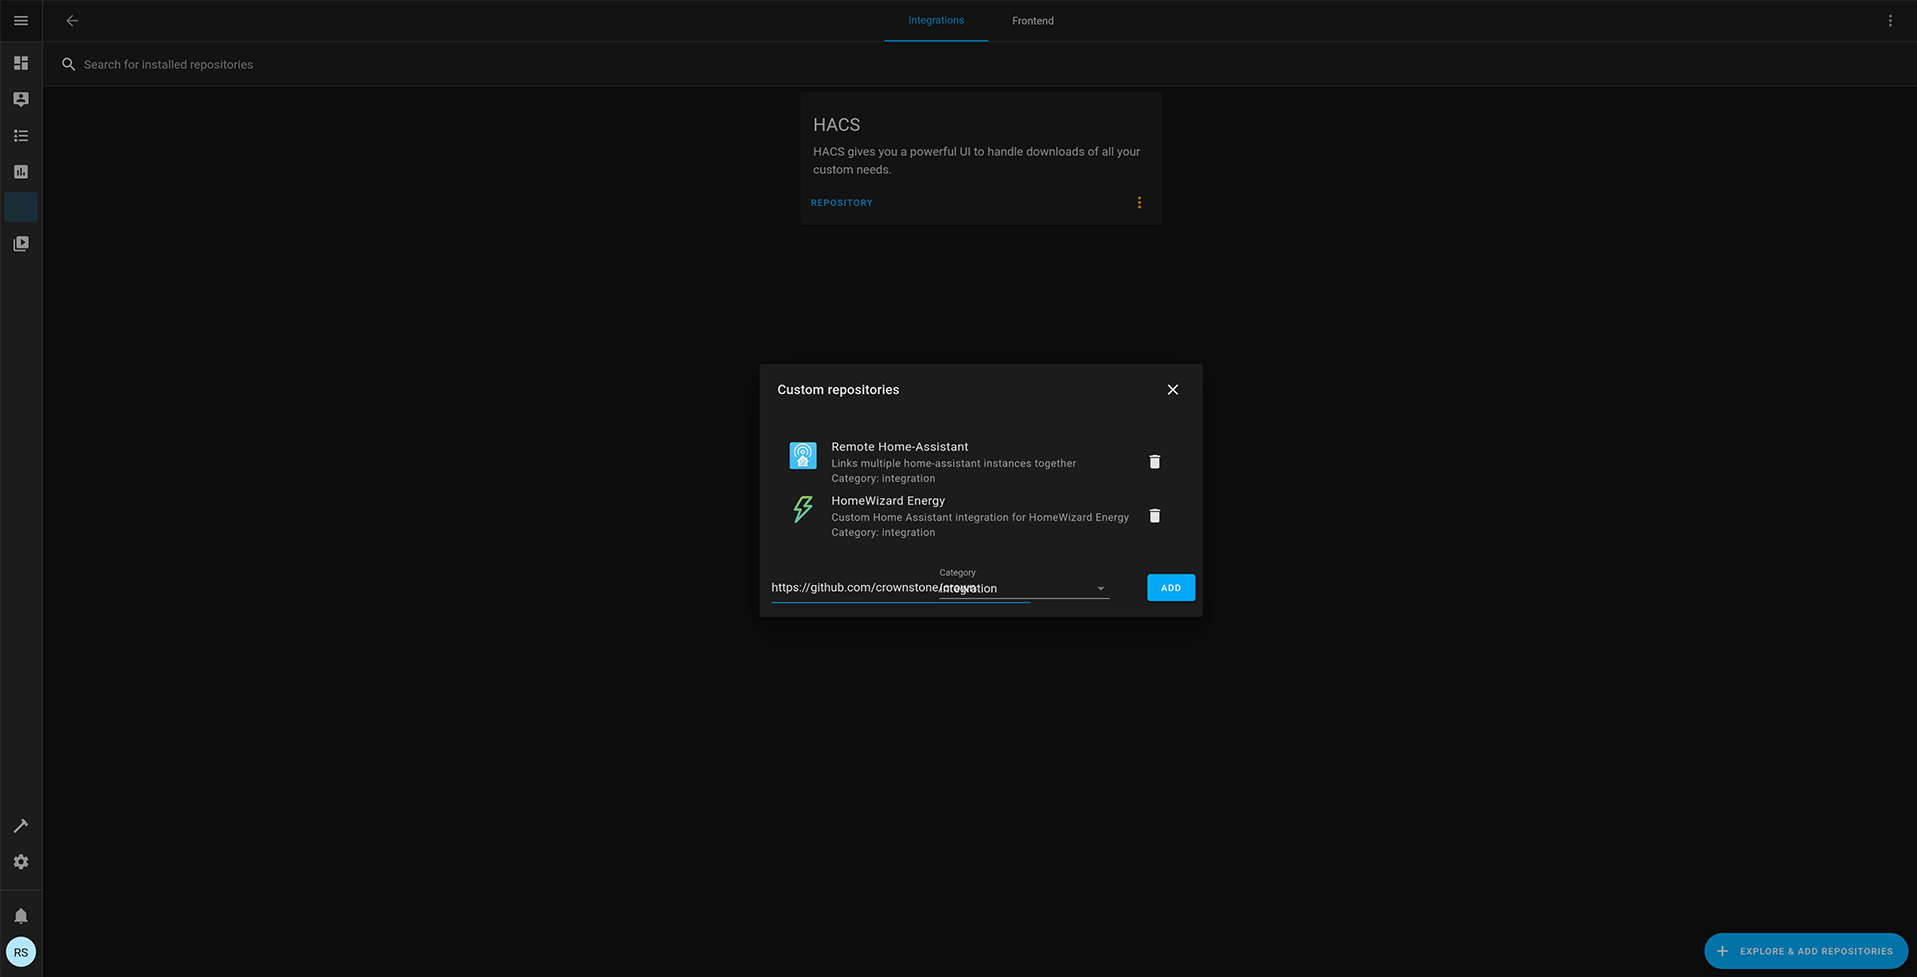 Integrations
Frontend
Search for installed repositories
HACS
HACS gives you a powerful UI to handle downloads of all your
custom needs.
REPOSITORY
Custom repositories
Remote Home-Assistant
Links multiple home-assistant instances together
Category: integration
HomeWizard Energy
Custom Home Assistant integration for HomeWizard Energy
Category: integration
Category
https://github.com/crownstone/
Integration
ADD
RS
EXPLORE & ADD REPOSITORIES